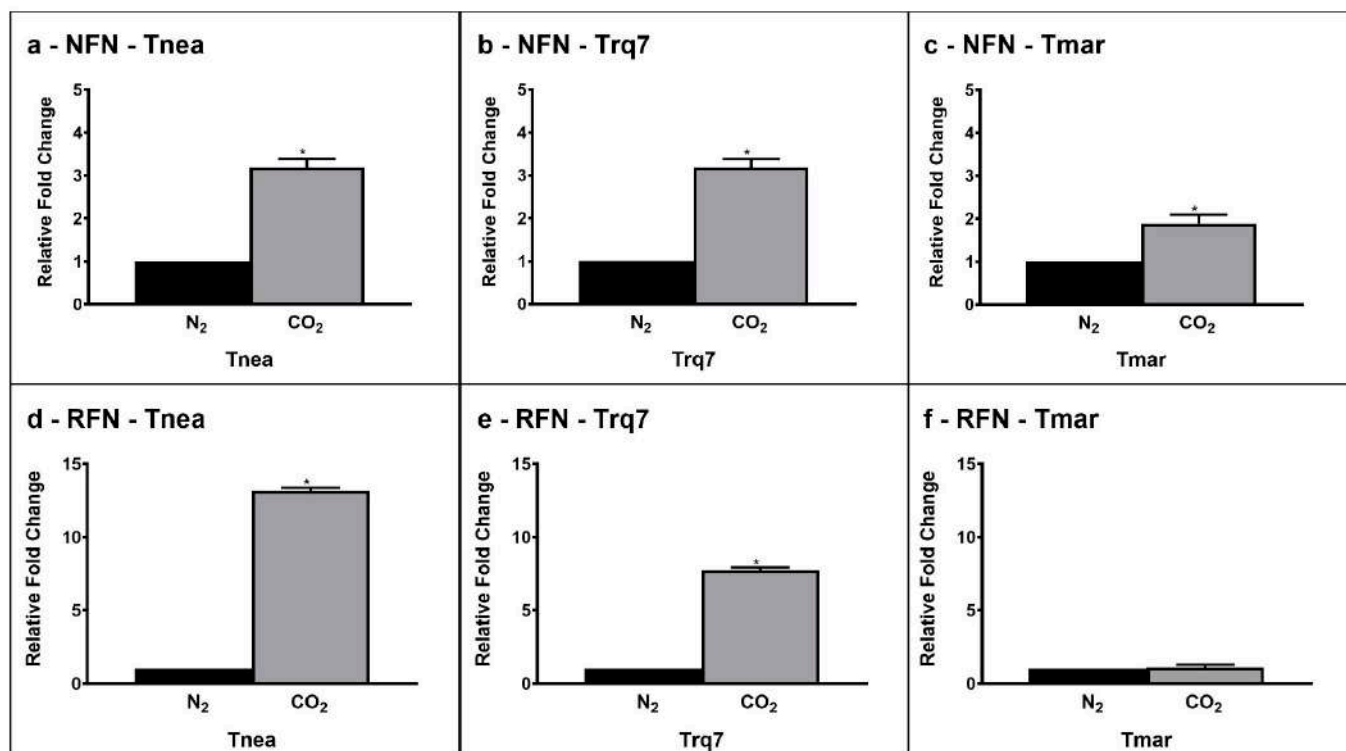 a - NFN - Tnea
Relative Fold Change
5
4
3
2
1
0
*
N₂
CO₂
Tnea
b - NFN - Trq7
Relative Fold Change
5
4
3
2
1
0
*
N₂
CO₂
Trq7
c - NFN - Tmar
Relative Fold Change
5
4
3
2
1
0
*
N₂
CO₂
Tmar
d - RFN - Tnea
Relative Fold Change
15
10
5
0
*
N₂
CO₂
Tnea
e - RFN - Trq7
Relative Fold Change
15
10
5
0
*
N₂
CO₂
Trq7
f - RFN - Tmar
Relative Fold Change
15
10
5
0
N₂
CO₂
Tmar